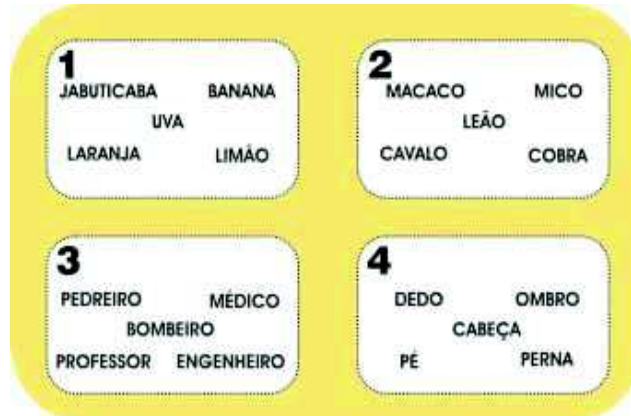 1
JABUTICABA BANANA
UVA
LARANJA LIMÃO
2
MACACO MICO
LEÃO
CAVALO COBRA
3
PEDREIRO MÉDICO
BOMBEIRO
PROFESSOR ENGENHEIRO
4
DEDO OMBRO
CABEÇA
PÉ PERNA